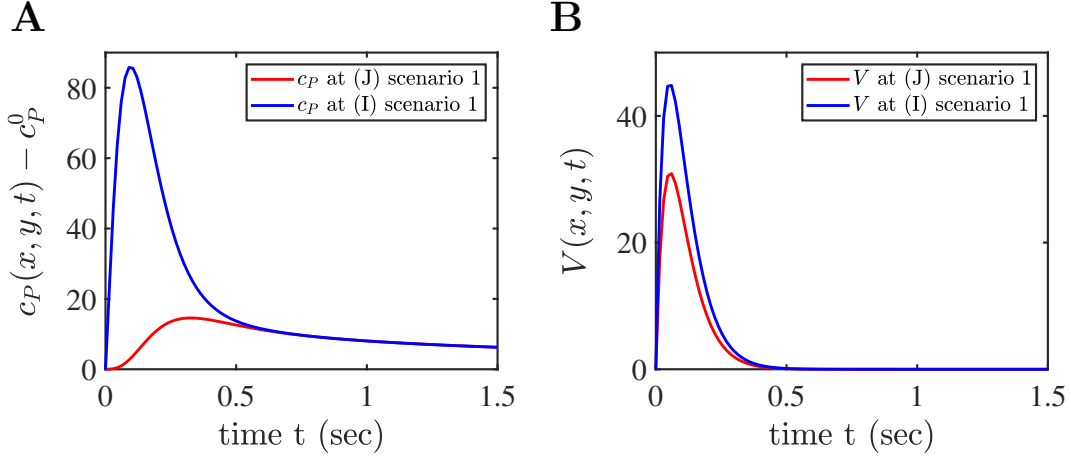 A
c_P(x, y, t) − c_P^0
80
60
40
20
0
c_P at (J) scenario 1
c_P at (I) scenario 1
0 0.5 1 1.5
time t (sec)
B
V(x, y, t)
40
20
0
V at (J) scenario 1
V at (I) scenario 1
0 0.5 1 1.5
time t (sec)